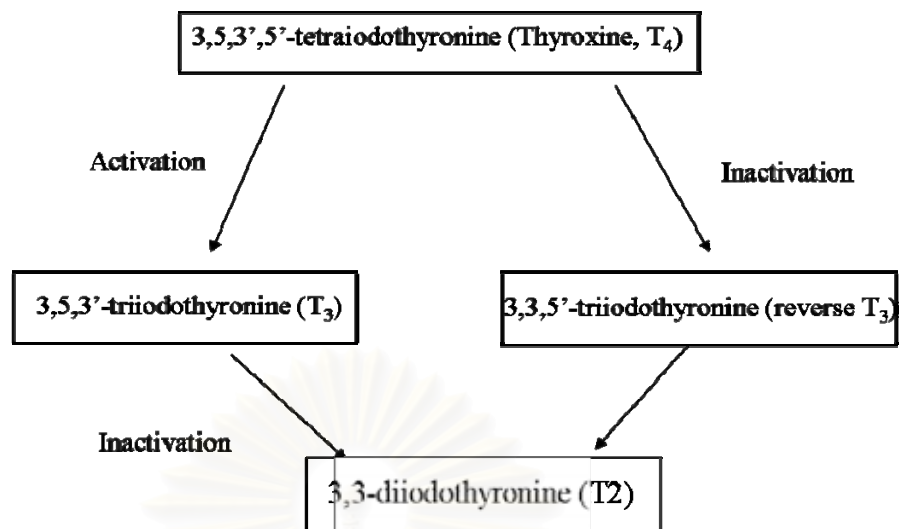 3,5,3’,5’-tetraiodothyronine (Thyroxine, T₄)
Activation
Inactivation
3,5,3’-triiodothyronine (T₃)
3,3,5’-triiodothyronine (reverse T₃)
Inactivation
3,3-diiodothyronine (T2)